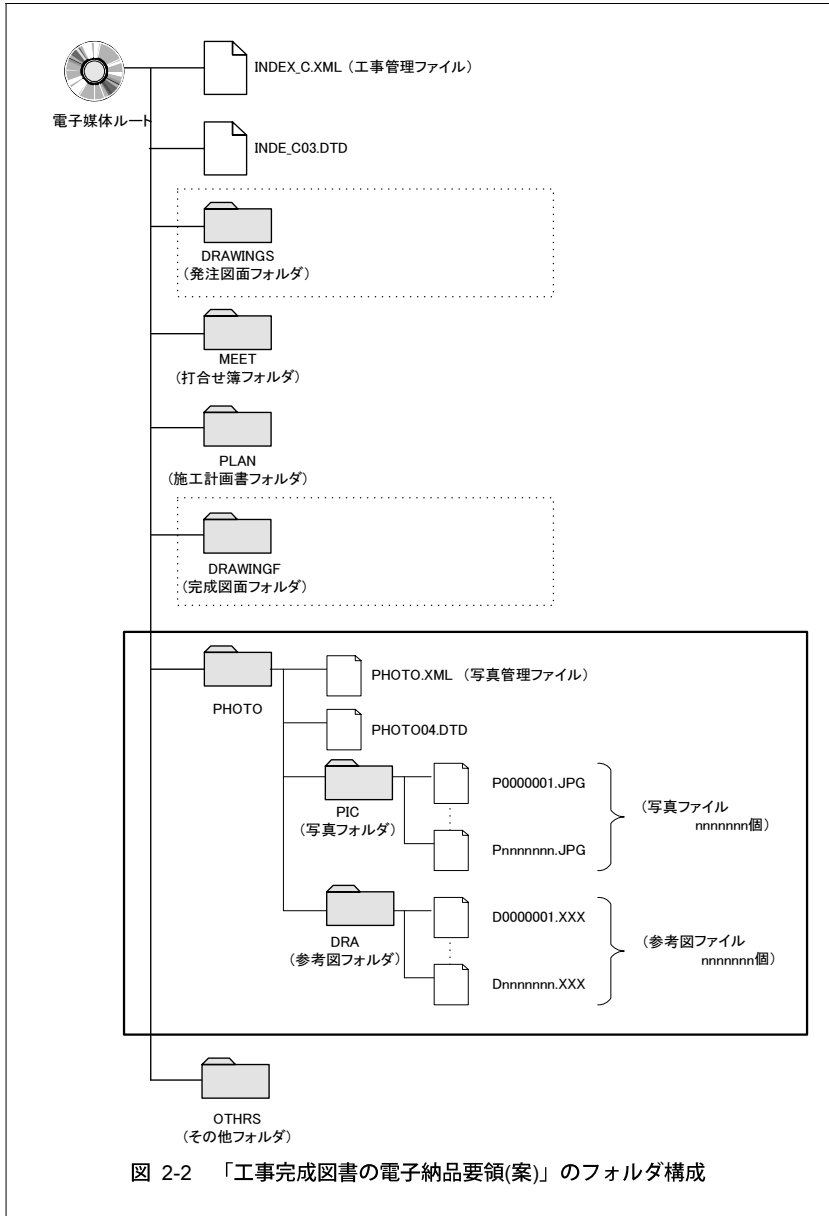 INDEX_C.XML（工事管理ファイル）
電子媒体ルート
INDE_C03.DTD
DRAWINGS
（発注図面フォルダ）
MEET
（打合せ簿フォルダ）
PLAN
（施工計画書フォルダ）
DRAWINGF
（完成図面フォルダ）
PHOTO
PHOTO.XML（写真管理ファイル）
PHOTO04.DTD
PIC
（写真フォルダ）
P0000001.JPG
Pnnnnnnn.JPG
（写真ファイル
nnnnnnn個）
DRA
（参考図フォルダ）
D0000001.XXX
Dnnnnnnn.XXX
（参考図ファイル
nnnnnnn個）
OTHRS
（その他フォルダ）
図 2-2 「工事完成図書の電子納品要領(案)」のフォルダ構成